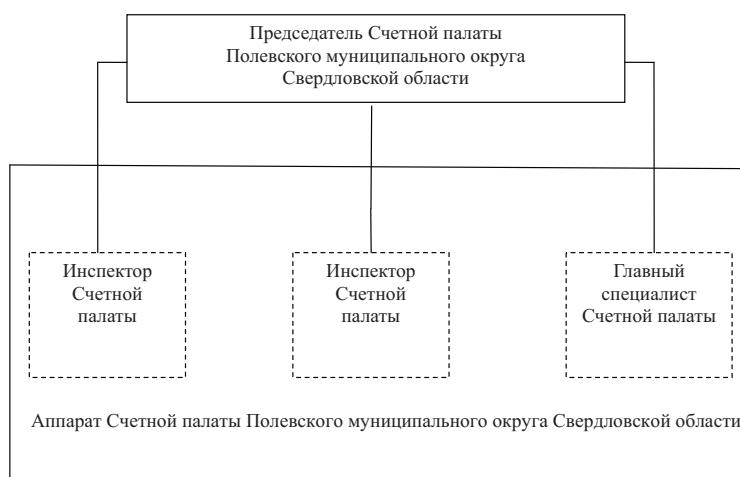 Председатель Счетной палаты
Полевского муниципального округа
Свердловской области
Инспектор
Счетной
палаты
Инспектор
Счетной
палаты
Главный
специалист
Счетной палаты
Аппарат Счетной палаты Полевского муниципального округа Свердловской области